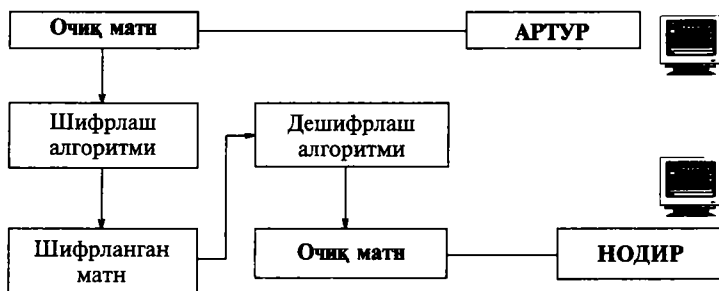 Очиқ матн
АРТУР
Шифрлаш
алгоритми
Дешифрлаш
алгоритми
Шифрланган
матн
Очиқ матн
НОДИР